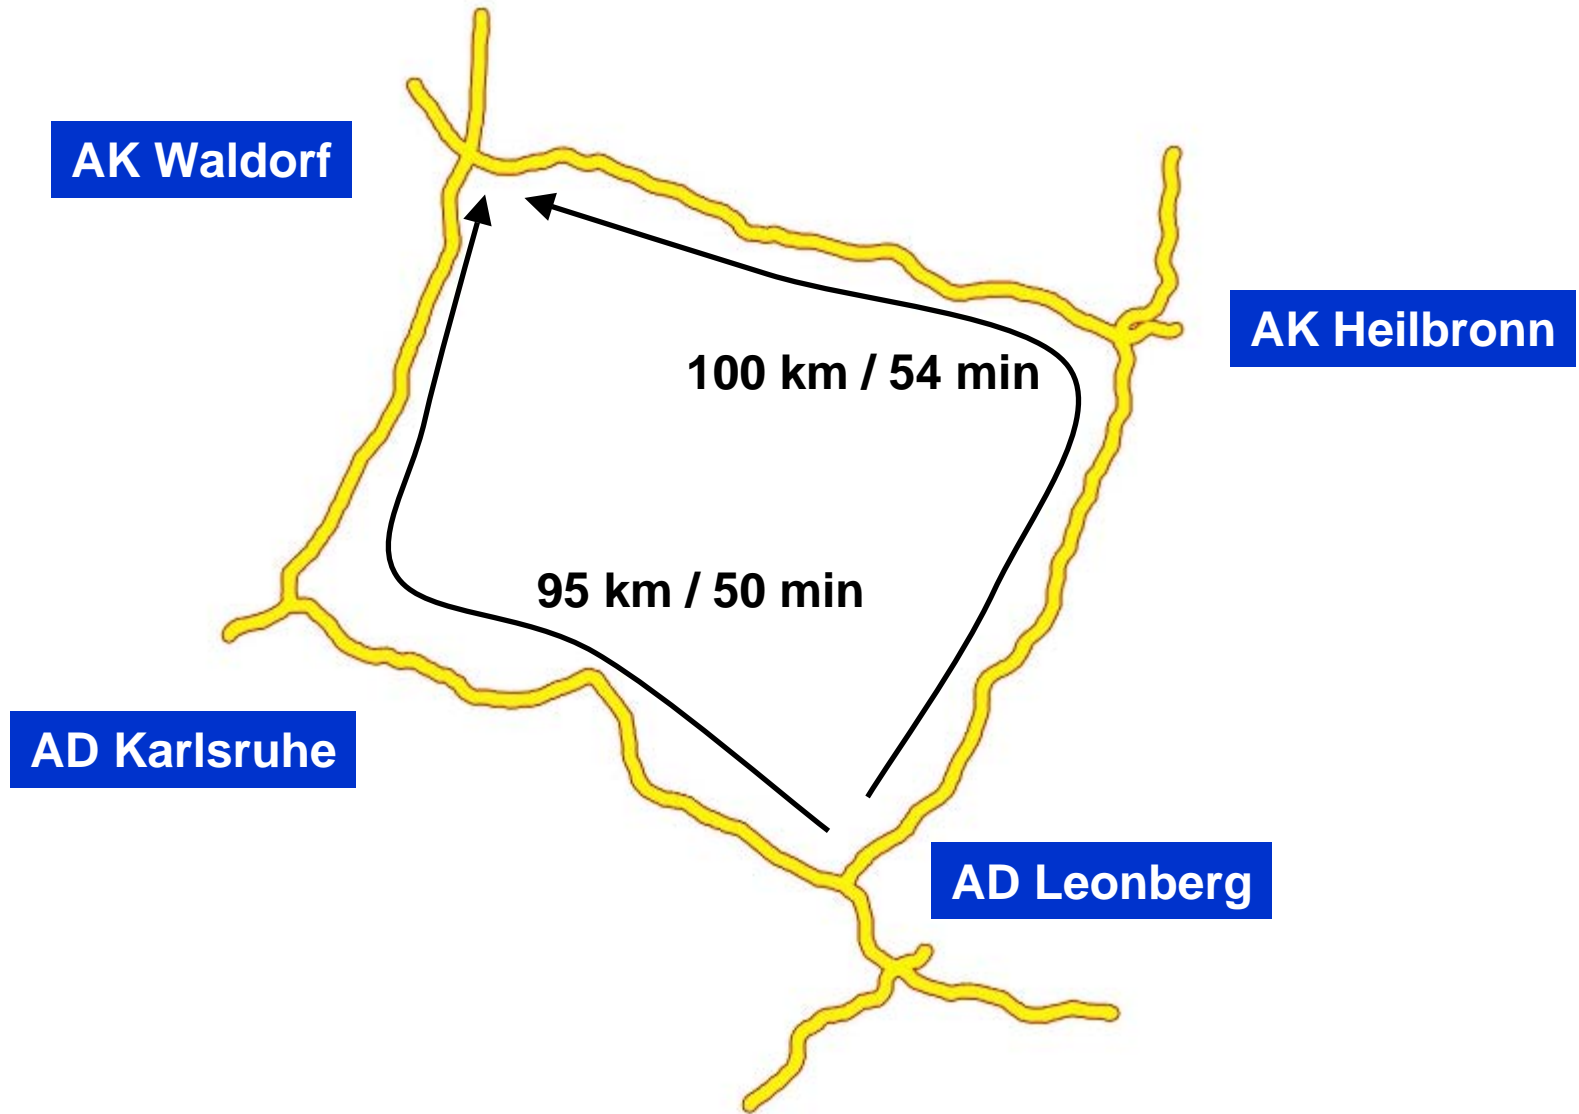 AK Waldorf
AK Heilbronn
100 km / 54 min
95 km / 50 min
AD Karlsruhe
AD Leonberg